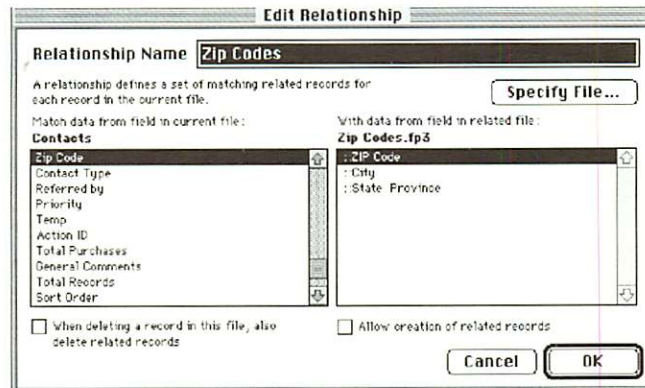 Edit Relationship
Relationship Name Zip Codes
A relationship defines a set of matching related records for
each record in the current file.
Specify File...
Match data from field in current file:
Contacts
Zip Code
Contact Type
Referred by
Priority
Temp
Action ID
Total Purchases
General Comments
Total Records
Sort Order
With data from field in related file:
Zip Codes.fp3
::ZIP Code
::City
::State Province
When deleting a record in this file, also
delete related records
Allow creation of related records
Cancel
OK